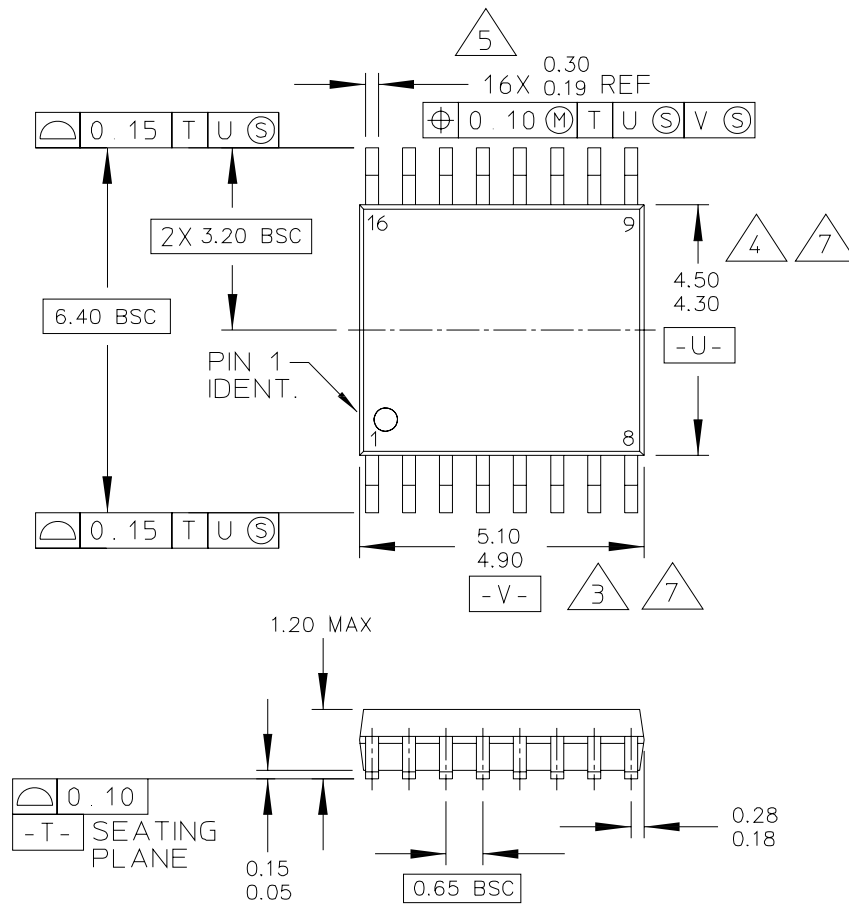 5
0.30
16X 0.19 REF
0.15 T U Ⓢ
⌖ 0.10 Ⓜ T U Ⓢ V Ⓢ
16
9
2X 3.20 BSC
4
7
4.50
4.30
6.40 BSC
-U-
PIN 1
IDENT.
1
8
0.15 T U Ⓢ
5.10
4.90
-V-
3
7
1.20 MAX
0.10
-T- SEATING
PLANE
0.28
0.18
0.15
0.05
0.65 BSC